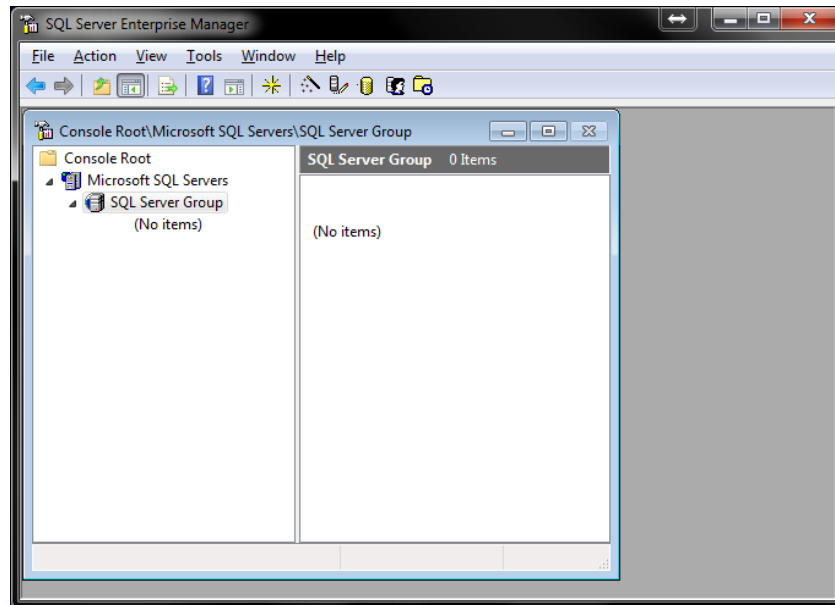 SQL Server Enterprise Manager
File Action View Tools Window Help
Console Root\Microsoft SQL Servers\SQL Server Group
Console Root
Microsoft SQL Servers
SQL Server Group
(No items)
SQL Server Group 0 Items
(No items)